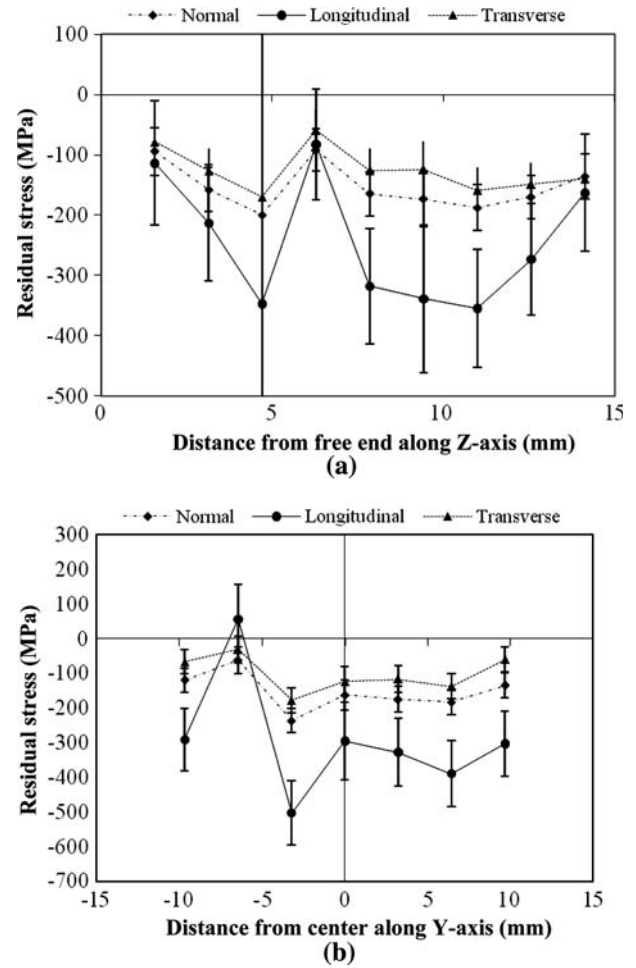 Normal Longitudinal Transverse
100
0
-100
-200
-300
-400
-500
Residual stress (MPa)
0 5 10 15
Distance from free end along Z-axis (mm)
(a)
Normal Longitudinal Transverse
300
200
100
0
-100
-200
-300
-400
-500
-600
-700
Residual stress (MPa)
-15 -10 -5 0 5 10 15
Distance from center along Y-axis (mm)
(b)